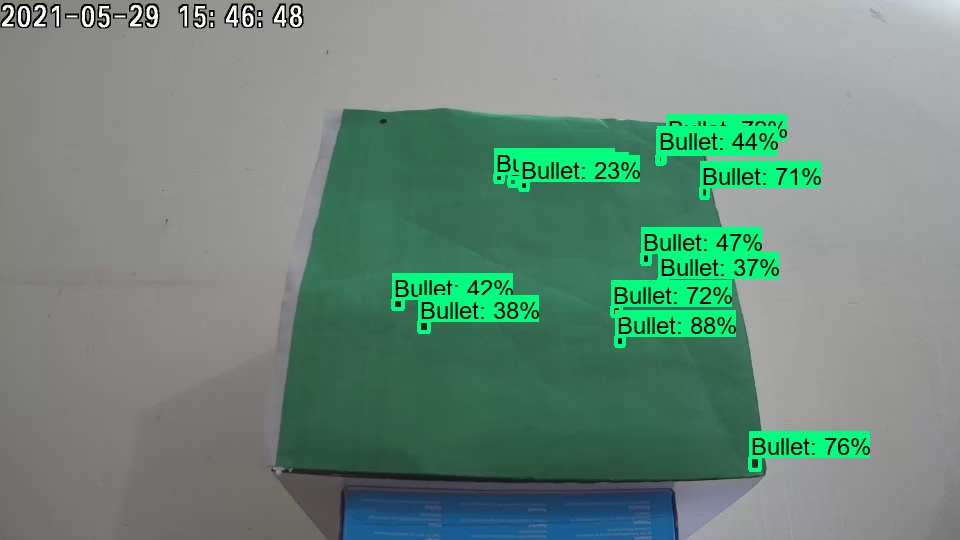 2021-05-29 15:46:48
Bullet: 44%
Bullet: 23%
Bullet: 71%
Bullet: 47%
Bullet: 37%
Bullet: 42%
Bullet: 72%
Bullet: 38%
Bullet: 88%
Bullet: 76%